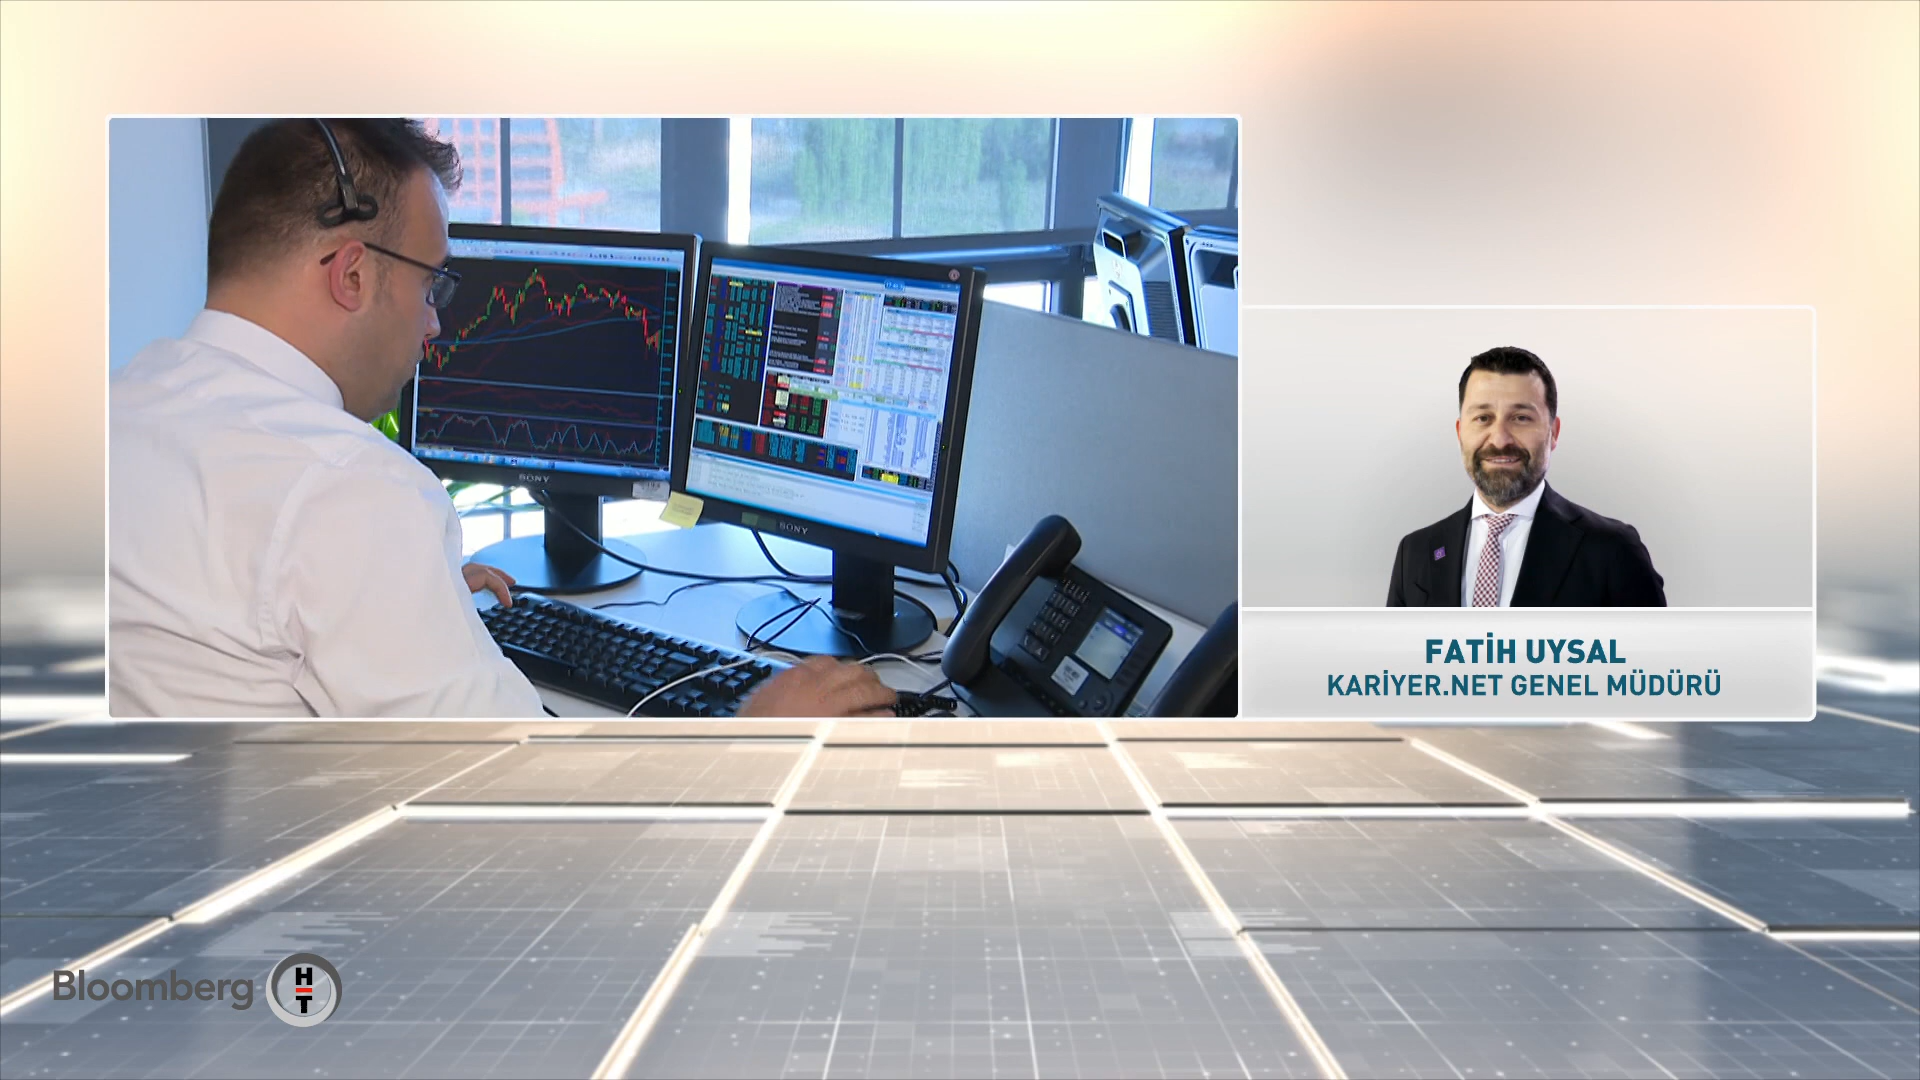 SONY
SONY
FATİH UYSAL
KARİYER.NET GENEL MÜDÜRÜ
Bloomberg HT